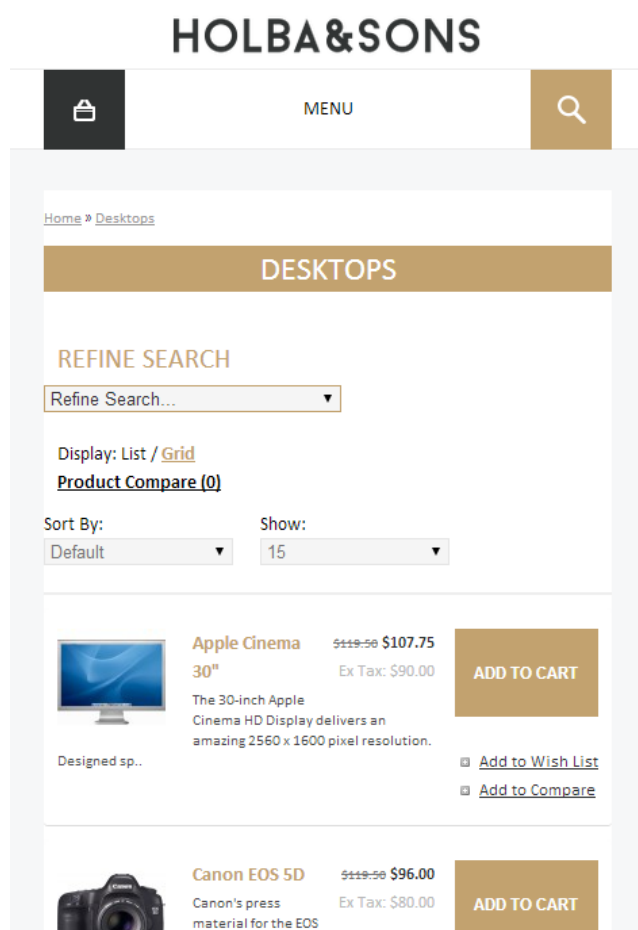 HOLBA&SONS
MENU
Home » Desktops
DESKTOPS
REFINE SEARCH
Refine Search...
Display: List / Grid
Product Compare (0)
Sort By: Show:
Default 15
Apple Cinema $119.50 $107.75
30" Ex Tax: $90.00
ADD TO CART
The 30-inch Apple
Cinema HD Display delivers an
amazing 2560 x 1600 pixel resolution.
Designed sp..
Add to Wish List
Add to Compare
Canon EOS 5D $119.50 $96.00
Canon's press Ex Tax: $80.00
ADD TO CART
material for the EOS
Canon